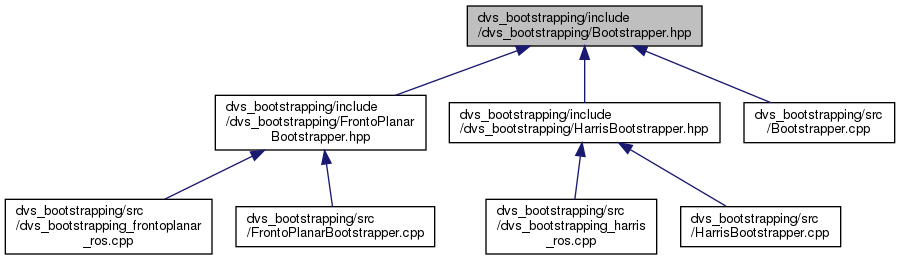 dvs_bootstrapping/include
/dvs_bootstrapping/Bootstrapper.hpp
dvs_bootstrapping/include
/dvs_bootstrapping/FrontoPlanar
Bootstrapper.hpp
dvs_bootstrapping/include
/dvs_bootstrapping/HarrisBootstrapper.hpp
dvs_bootstrapping/src
/Bootstrapper.cpp
dvs_bootstrapping/src
/dvs_bootstrapping_frontoplanar
_ros.cpp
dvs_bootstrapping/src
/FrontoPlanarBootstrapper.cpp
dvs_bootstrapping/src
/dvs_bootstrapping_harris
_ros.cpp
dvs_bootstrapping/src
/HarrisBootstrapper.cpp